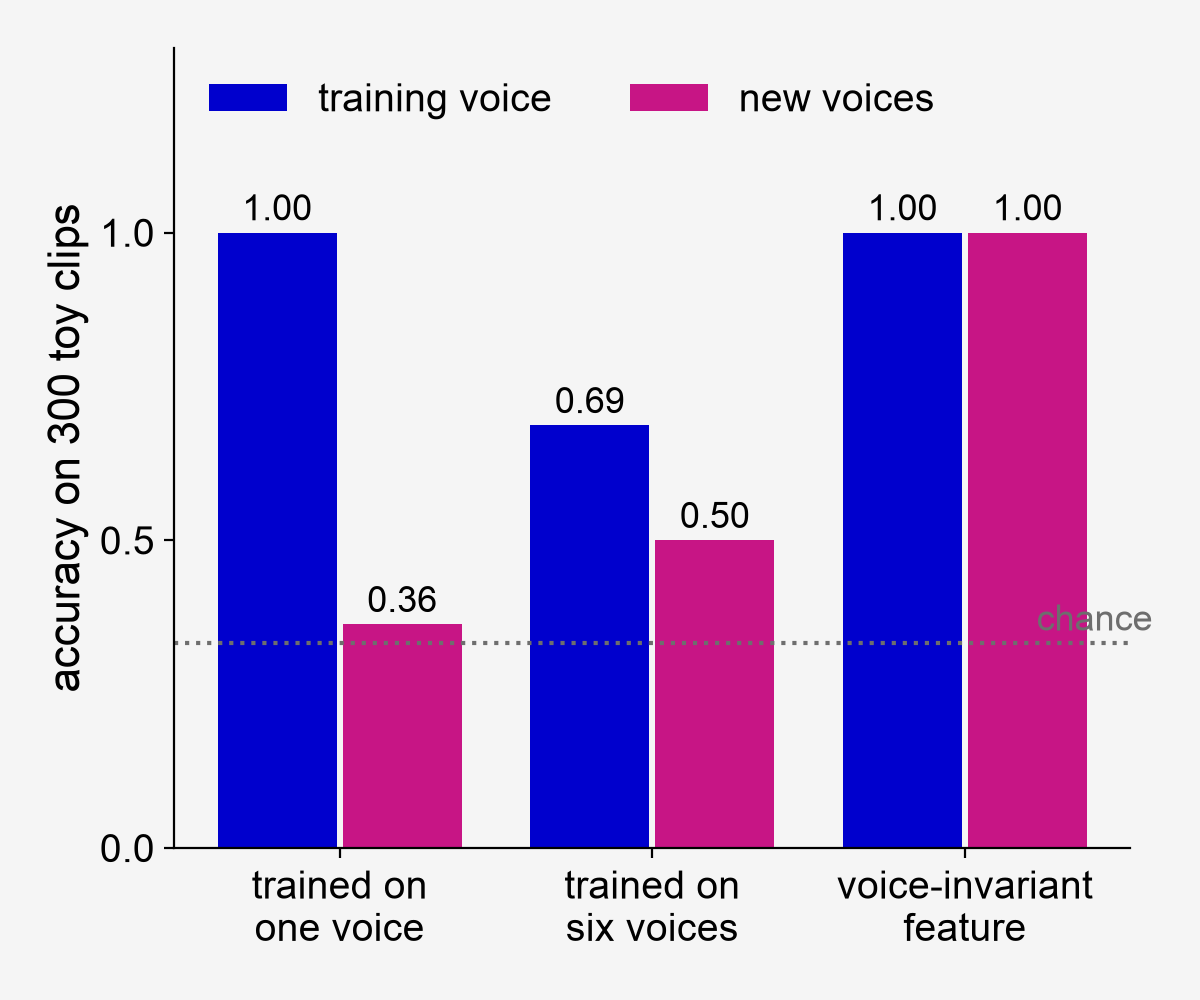 training voice
new voices
1.00
1.00
1.00
0.69
0.50
0.36
chance
accuracy on 300 toy clips
1.0
0.5
0.0
trained on
one voice
trained on
six voices
voice-invariant
feature